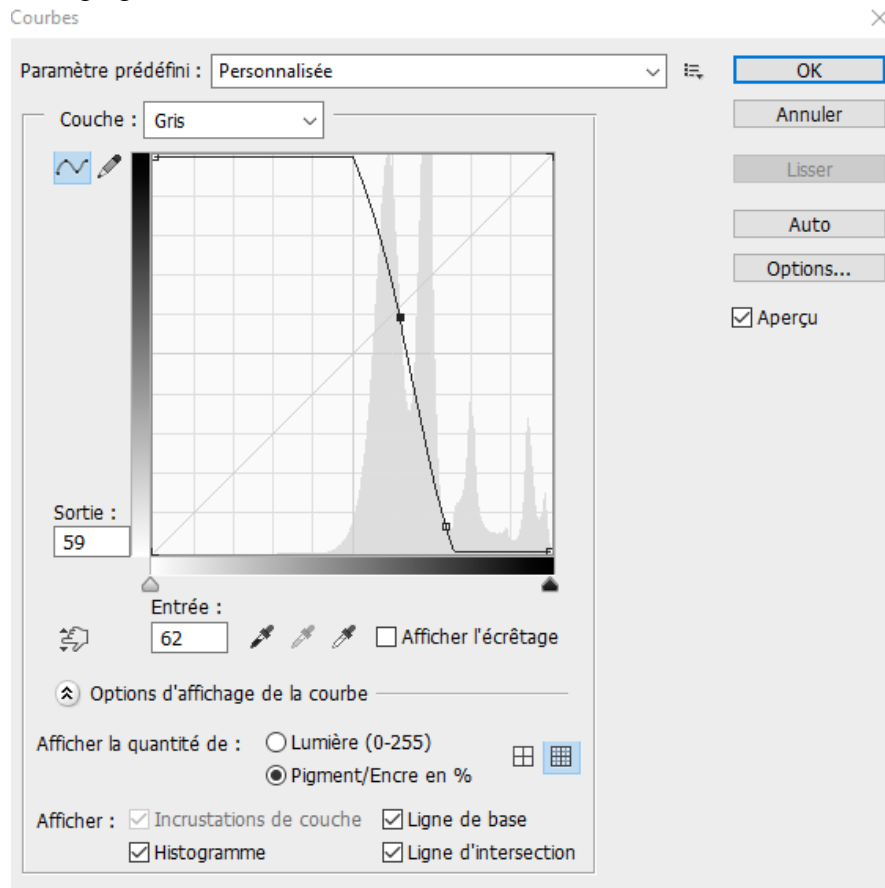 Courbes
Paramètre prédéfini : Personnalisée
OK
Couche : Gris
Annuler
Lisser
Auto
Options...
Aperçu
Sortie :
59
Entrée :
62
Afficher l'écrêtage
Options d'affichage de la courbe
Afficher la quantité de : Lumière (0-255)
Pigment/Encre en %
Afficher : Incrustations de couche Ligne de base
Histogramme Ligne d'intersection